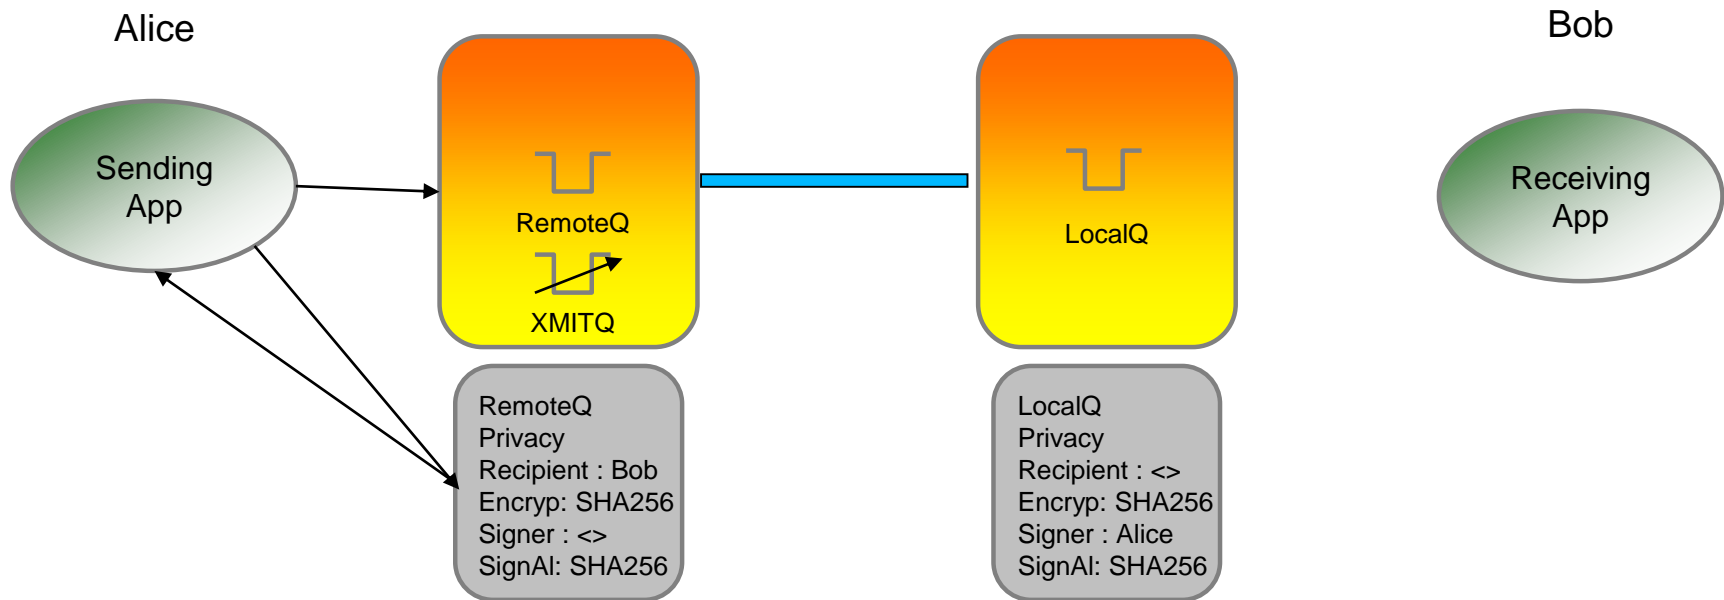 Alice
Bob
Sending
App
RemoteQ
XMITQ
LocalQ
Receiving
App
RemoteQ
Privacy
Recipient : Bob
Encryp: SHA256
Signer : <>
SignAl: SHA256
LocalQ
Privacy
Recipient : <>
Encryp: SHA256
Signer : Alice
SignAl: SHA256